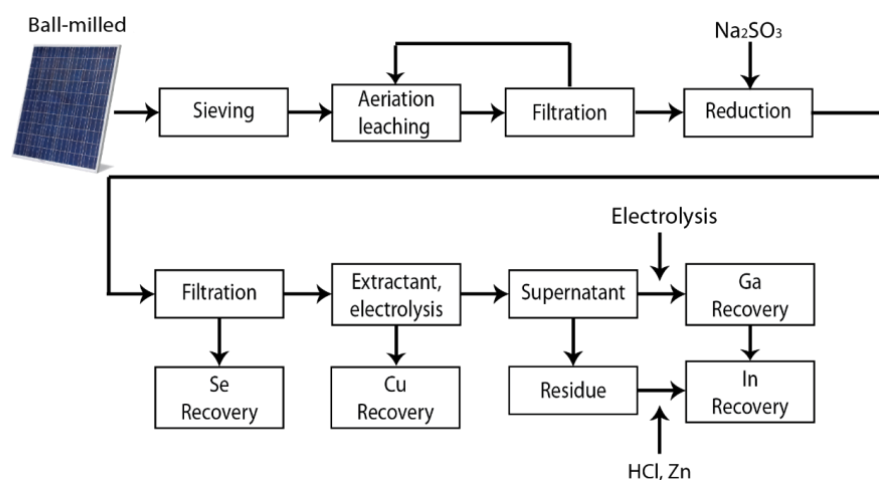 Ball-milled
Na₂SO₃
Sieving
Aeriation
leaching
Filtration
Reduction
Electrolysis
Filtration
Extractant,
electrolysis
Supernatant
Ga
Recovery
Se
Recovery
Cu
Recovery
Residue
In
Recovery
HCl, Zn